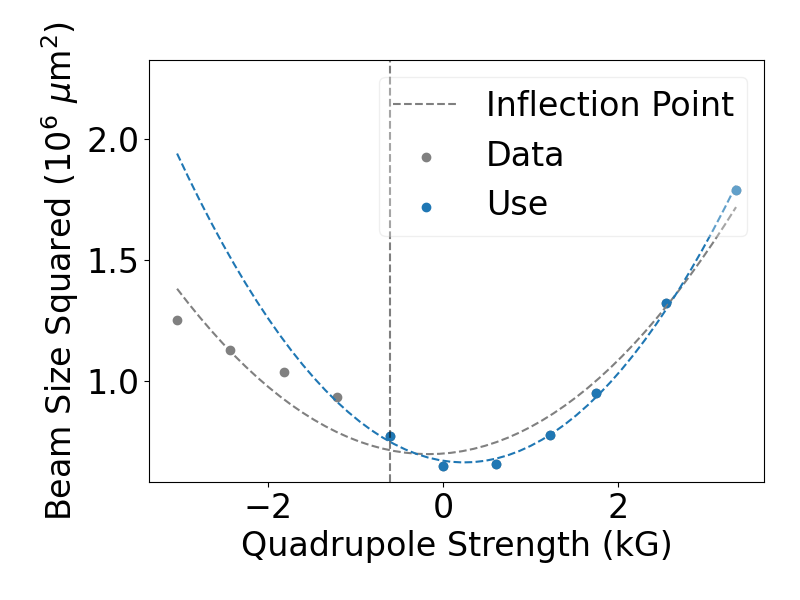 Beam Size Squared (10⁶ μm²)
2.0
1.5
1.0
Inflection Point
Data
Use
−2 0 2
Quadrupole Strength (kG)